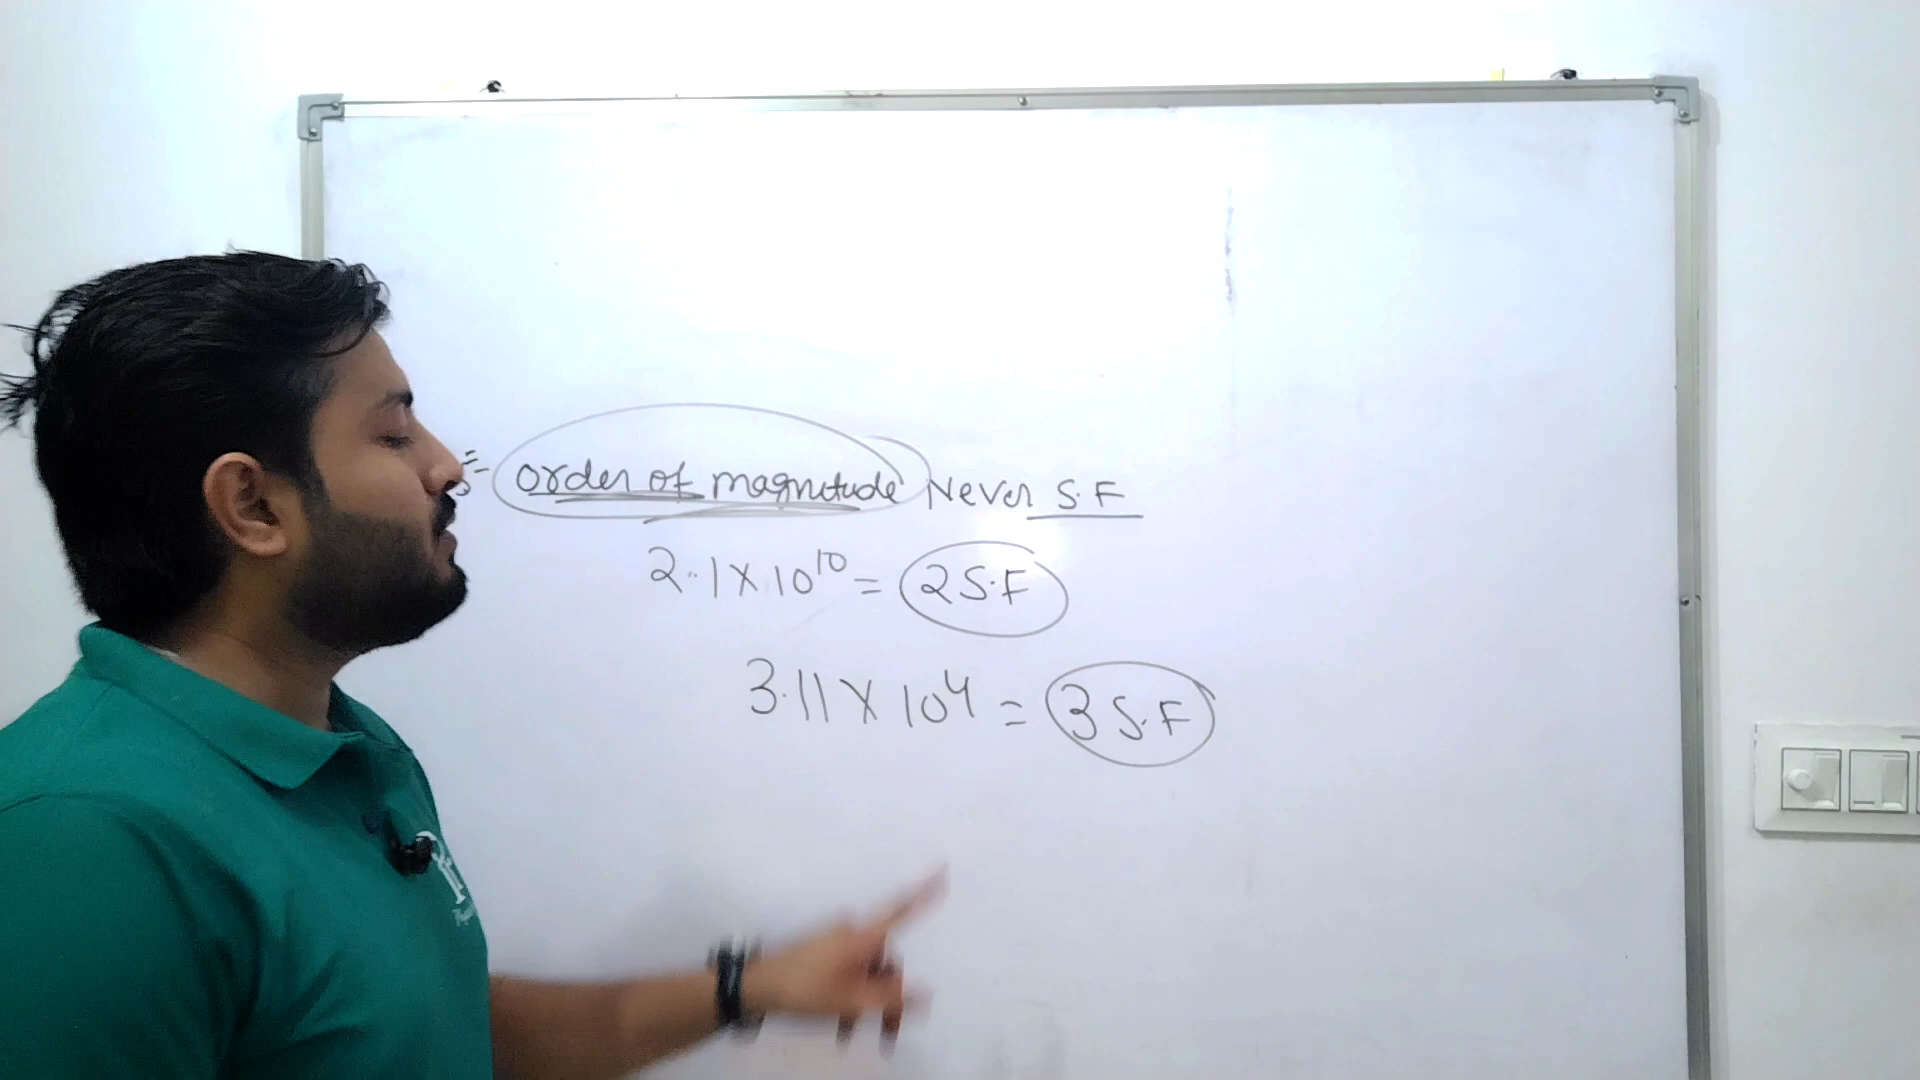 order of magnitude Never S.F
2.1 X 10¹⁰ = 2 S.F
3.11 X 10⁴ = 3 S.F